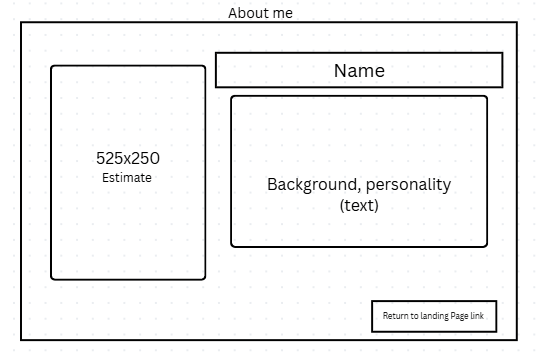 About me
Name
525x250
Estimate
Background, personality
(text)
Return to landing Page link